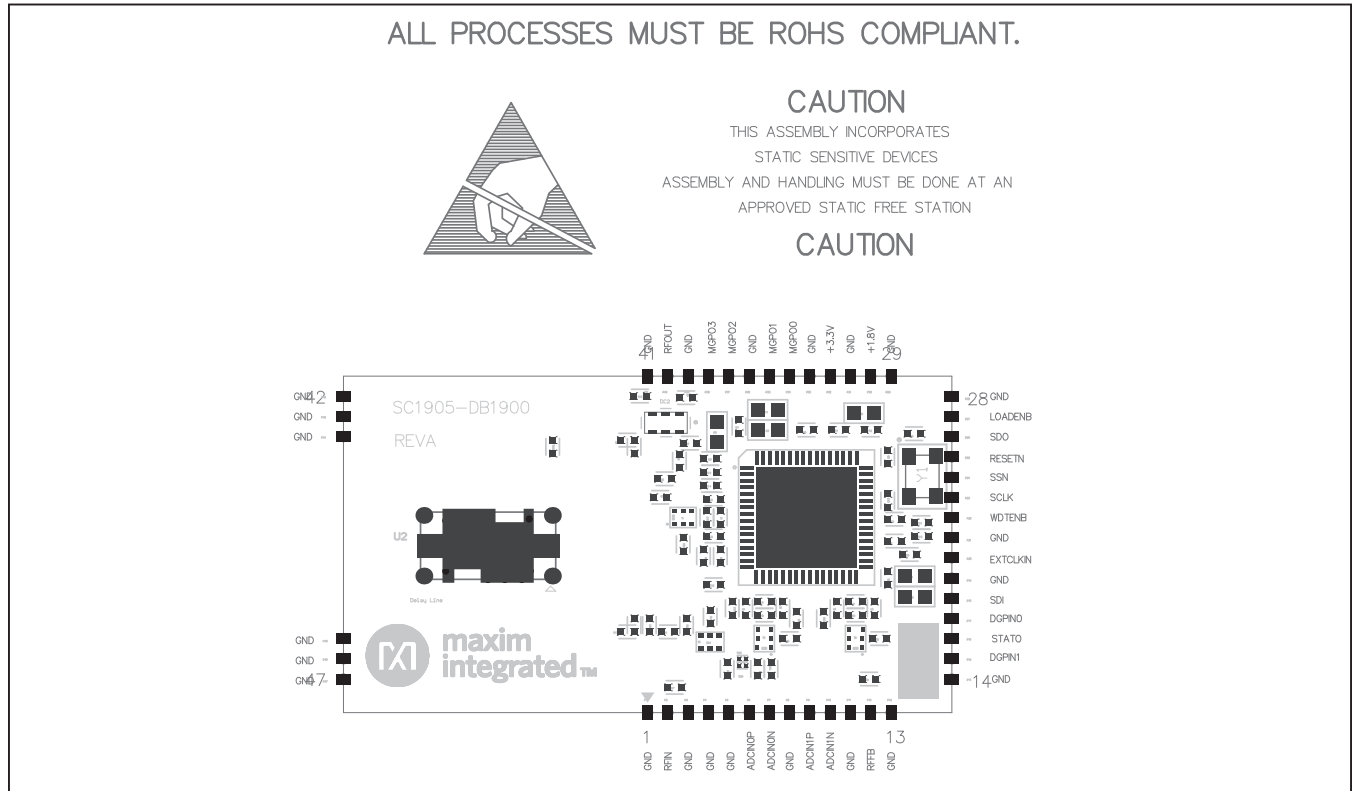 ALL PROCESSES MUST BE ROHS COMPLIANT.
CAUTION
THIS ASSEMBLY INCORPORATES
STATIC SENSITIVE DEVICES
ASSEMBLY AND HANDLING MUST BE DONE AT AN
APPROVED STATIC FREE STATION
CAUTION
GND
RFOUT
GND
MGPO3
MGPO2
GND
MGPO1
MGPO0
GND
+3.3V
GND
+1.8V
GND
41
29
GND
42
GND
GND
SC1905-DB1900
REVA
U2
Delay Line
Y1
28
GND
LOADENB
SDO
RESETN
SSN
SCLK
WDTENB
GND
EXTCLKIN
GND
SDI
DGPIN0
STATO
DGPIN1
14
GND
GND
GND
GND
47
maxim
integrated™
1
13
GND
RFIN
GND
GND
GND
ADCIN0P
ADCIN0N
GND
ADCIN1P
ADCIN1N
GND
RFFB
GND